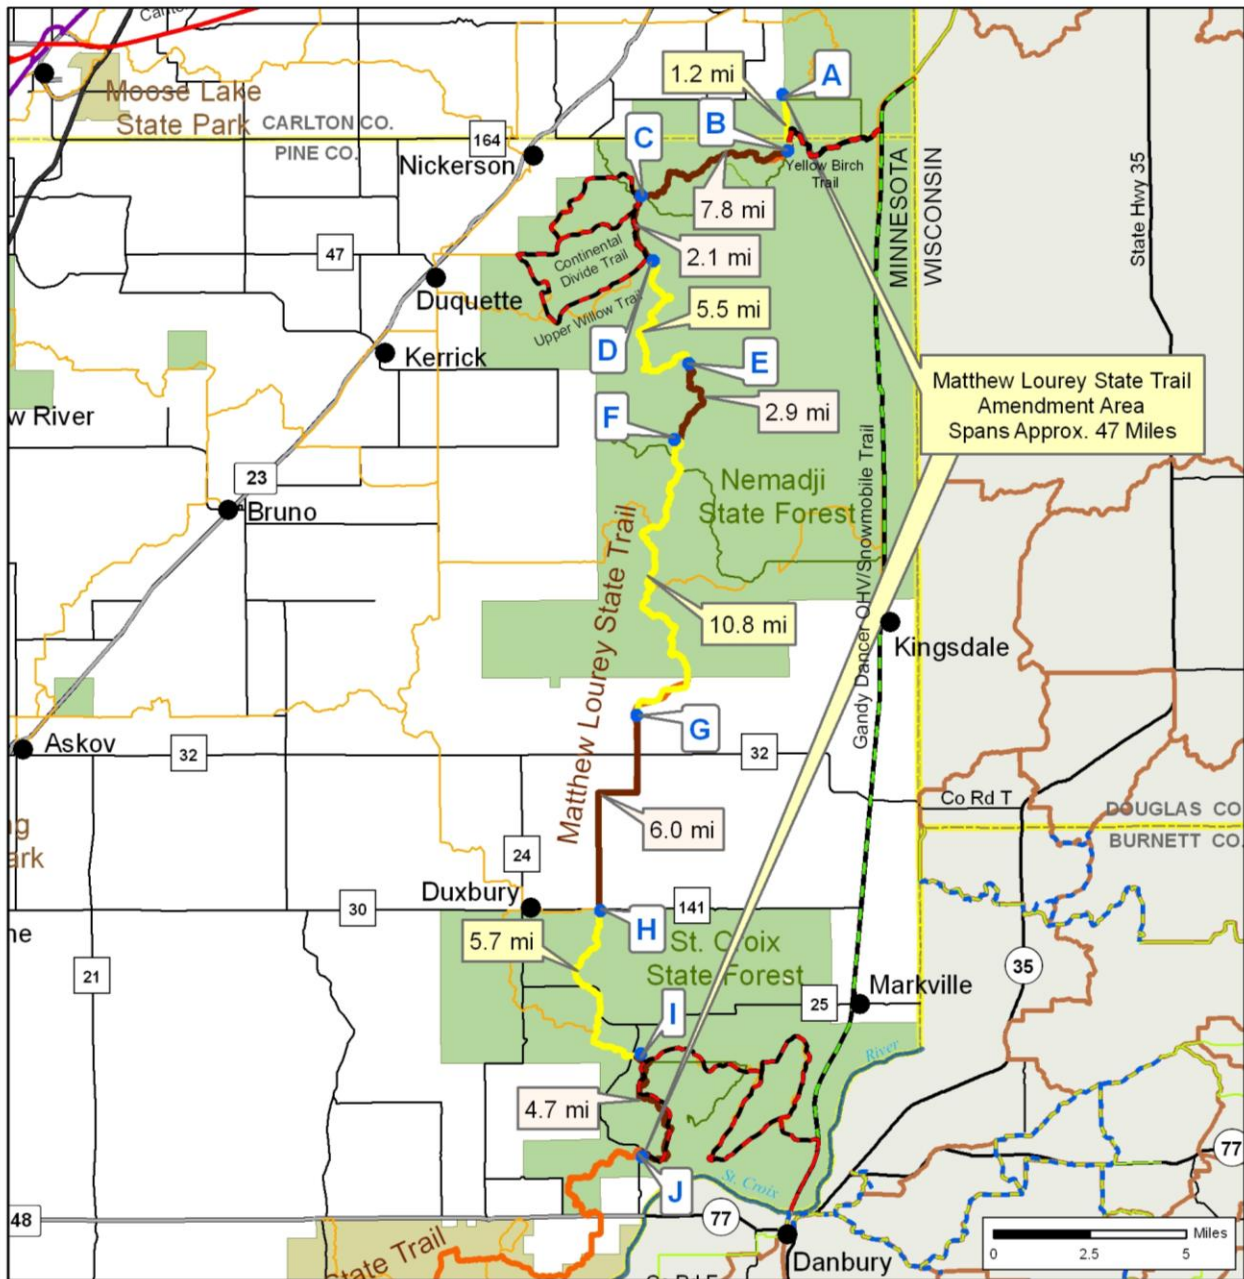 1.2 mi
A
Moose Lake
State Park
CARLTON CO.
PINE CO.
164
Nickerson
B
C
Yellow Birch
Trail
7.8 mi
MINNESOTA
WISCONSIN
State Hwy 35
47
Continental
Divide Trail
2.1 mi
Duquette
Upper Willow Trail
5.5 mi
D
E
Kerrick
2.9 mi
Matthew Lourey State Trail
Amendment Area
Spans Approx. 47 Miles
w River
F
23
Bruno
Nemadji
State Forest
Gandy Dancer OHV/Snowmobile Trail
Matthew Lourey State Trail
10.8 mi
Kingsdale
G
Askov
32
32
Co Rd T
DOUGLAS CO
BURNETT CO.
6.0 mi
ark
24
Duxbury
30
141
H
5.7 mi
St. Croix
State Forest
21
35
Markville
25
I
River
4.7 mi
J
St. Croix
77
48
77
State Trail
Danbury
Miles
0
2.5
5